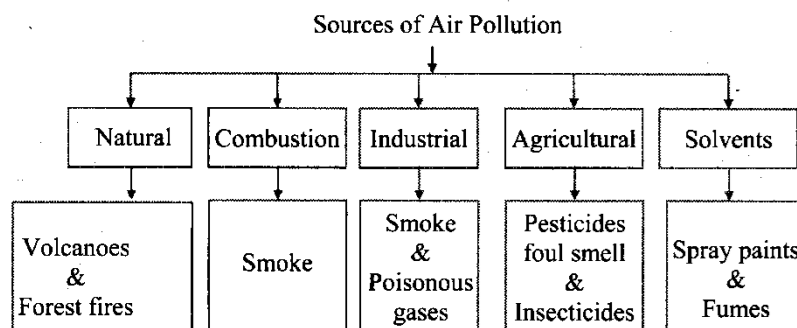 Sources of Air Pollution
Natural
Combustion
Industrial
Agricultural
Solvents
Volcanoes
&
Forest fires
Smoke
Smoke
&
Poisonous
gases
Pesticides
foul smell
&
Insecticides
Spray paints
&
Fumes